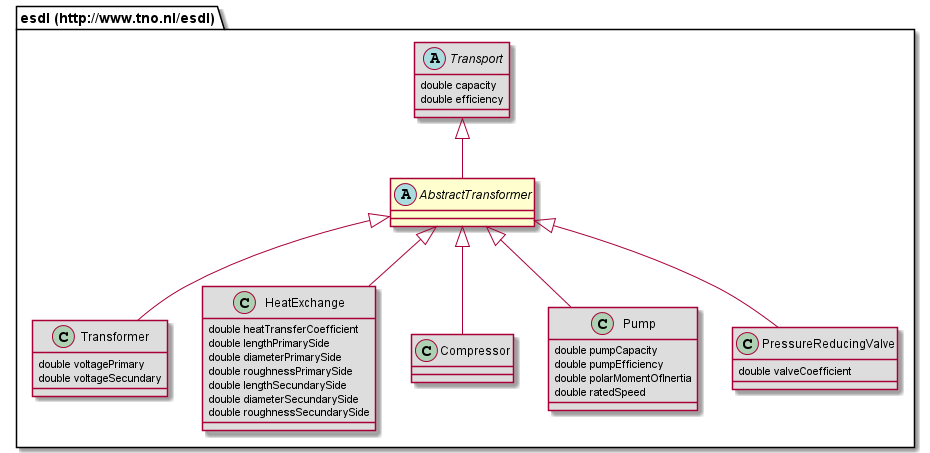 esdl (http://www.tno.nl/esdl)
A Transport
double capacity
double efficiency
A AbstractTransformer
C Transformer
double voltagePrimary
double voltageSecundary
C HeatExchange
double heatTransferCoefficient
double lengthPrimarySide
double diameterPrimarySide
double roughnessPrimarySide
double lengthSecundarySide
double diameterSecundarySide
double roughnessSecundarySide
C Compressor
C Pump
double pumpCapacity
double pumpEfficiency
double polarMomentOfInertia
double ratedSpeed
C PressureReducingValve
double valveCoefficient